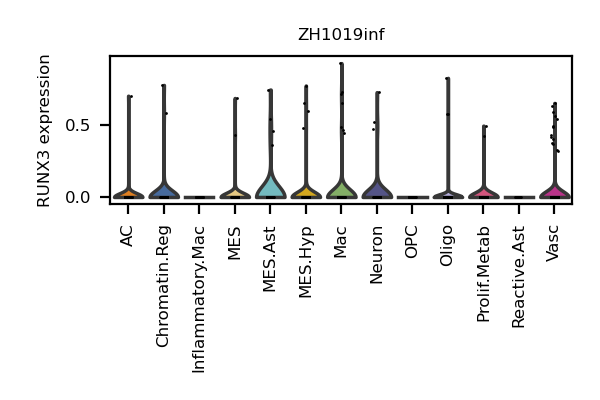 ZH1019inf
RUNX3 expression
0.5
0.0
AC
Chromatin.Reg
Inflammatory.Mac
MES
MES.Ast
MES.Hyp
Mac
Neuron
OPC
Oligo
Prolif.Metab
Reactive.Ast
Vasc